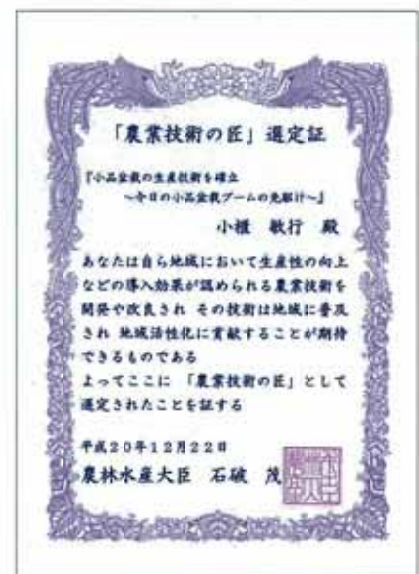 「農業技術の匠」選定証
『小品盆栽の生産技術を確立
～今日の小品盆栽ブームの先駆け～』
小櫃 敏行 殿
あなたは自ら地域において生産性の向上
などの導入効果が認められる農業技術を
開発や改良され その技術は地域に普及
され 地域活性化に貢献することが期待
できるものである
よってここに 「農業技術の匠」として
選定されたことを証する
平成20年12月22日
農林水産大臣 石破 茂